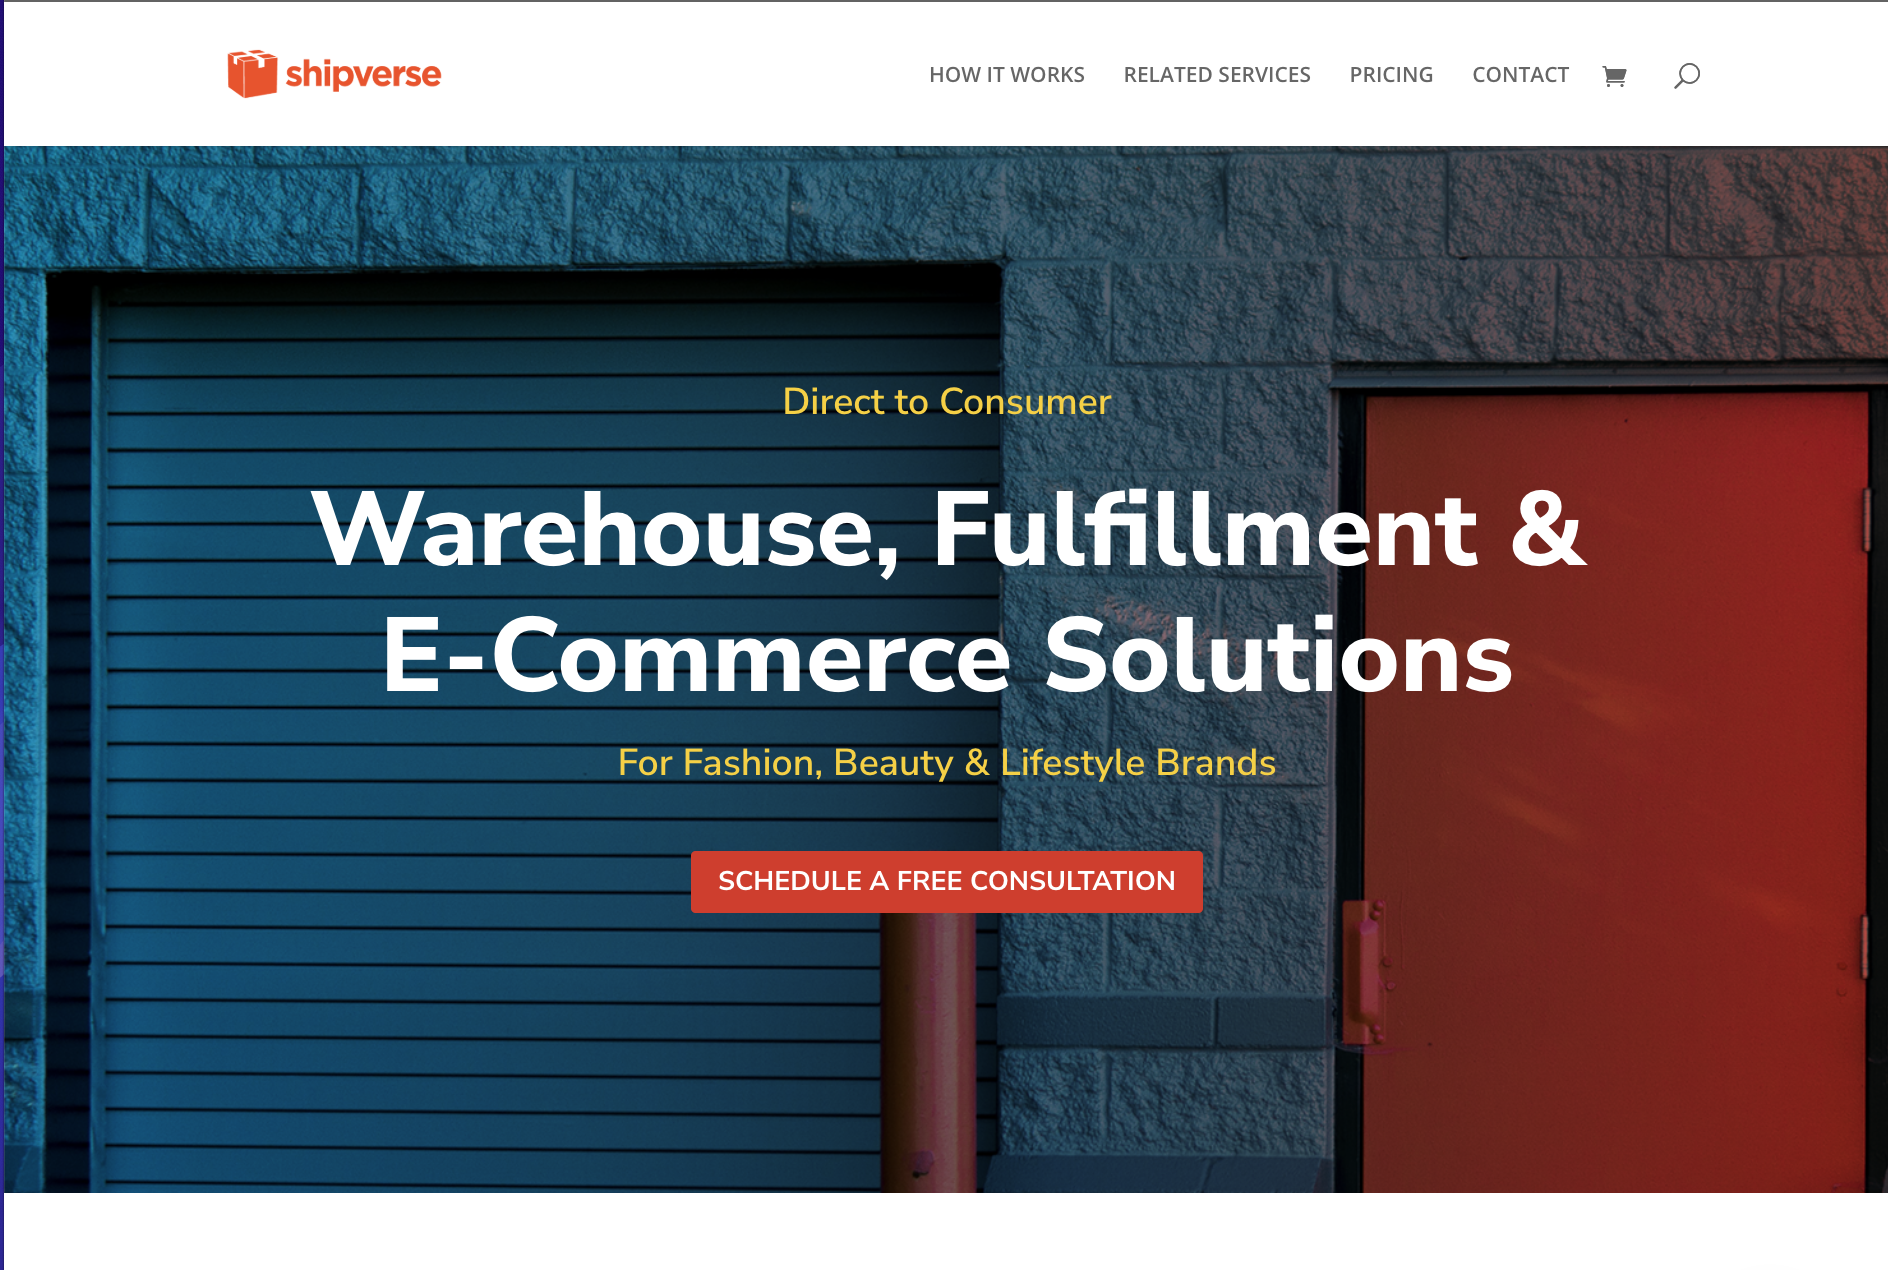 shipverse
HOW IT WORKS
RELATED SERVICES
PRICING
CONTACT
Direct to Consumer
Warehouse, Fulfillment &
E-Commerce Solutions
For Fashion, Beauty & Lifestyle Brands
SCHEDULE A FREE CONSULTATION